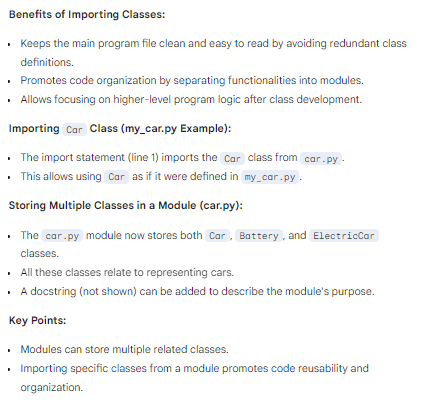 Benefits of Importing Classes:
• Keeps the main program file clean and easy to read by avoiding redundant class
definitions.
• Promotes code organization by separating functionalities into modules.
• Allows focusing on higher-level program logic after class development.
Importing Car Class (my_car.py Example):
• The import statement (line 1) imports the Car class from car.py.
• This allows using Car as if it were defined in my_car.py.
Storing Multiple Classes in a Module (car.py):
• The car.py module now stores both Car, Battery, and ElectricCar
classes.
• All these classes relate to representing cars.
• A docstring (not shown) can be added to describe the module's purpose.
Key Points:
• Modules can store multiple related classes.
• Importing specific classes from a module promotes code reusability and
organization.